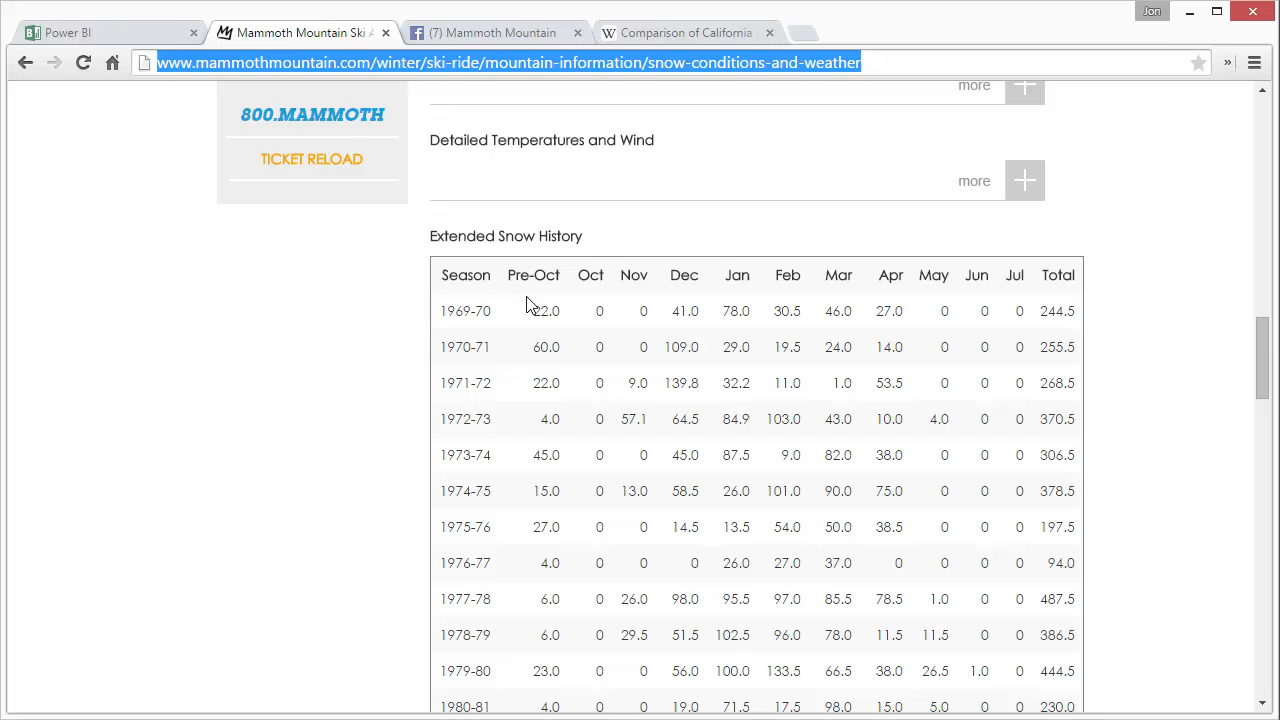 Jon
Power BI
Mammoth Mountain Ski A
(7) Mammoth Mountain
Comparison of California
www.mammothmountain.com/winter/ski-ride/mountain-information/snow-conditions-and-weather
800.MAMMOTH
TICKET RELOAD
more
Detailed Temperatures and Wind
more
Extended Snow History
Season Pre-Oct Oct Nov Dec Jan Feb Mar Apr May Jun Jul Total
1969-70 22.0 0 0 41.0 78.0 30.5 46.0 27.0 0 0 0 244.5
1970-71 60.0 0 0 109.0 29.0 19.5 24.0 14.0 0 0 0 255.5
1971-72 22.0 0 9.0 139.8 32.2 11.0 1.0 53.5 0 0 0 268.5
1972-73 4.0 0 57.1 64.5 84.9 103.0 43.0 10.0 4.0 0 0 370.5
1973-74 45.0 0 0 45.0 87.5 9.0 82.0 38.0 0 0 0 306.5
1974-75 15.0 0 13.0 58.5 26.0 101.0 90.0 75.0 0 0 0 378.5
1975-76 27.0 0 0 14.5 13.5 54.0 50.0 38.5 0 0 0 197.5
1976-77 4.0 0 0 0 26.0 27.0 37.0 0 0 0 0 94.0
1977-78 6.0 0 26.0 98.0 95.5 97.0 85.5 78.5 1.0 0 0 487.5
1978-79 6.0 0 29.5 51.5 102.5 96.0 78.0 11.5 11.5 0 0 386.5
1979-80 23.0 0 0 56.0 100.0 133.5 66.5 38.0 26.5 1.0 0 444.5
1980-81 4.0 0 0 19.0 71.5 17.5 98.0 15.0 5.0 0 0 230.0